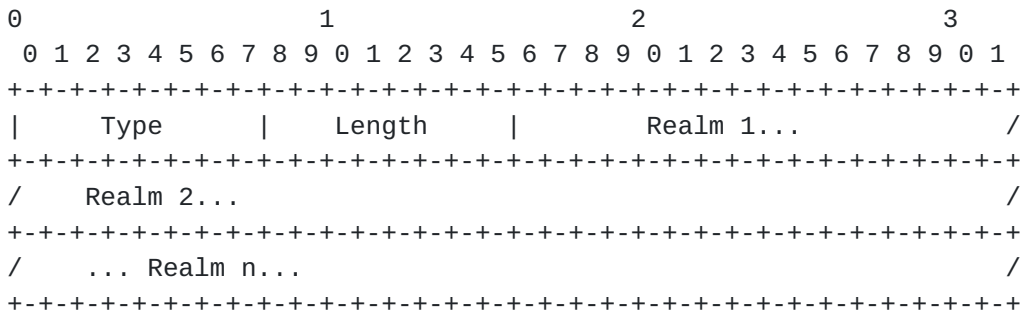 0                   1                   2                   3
 0 1 2 3 4 5 6 7 8 9 0 1 2 3 4 5 6 7 8 9 0 1 2 3 4 5 6 7 8 9 0 1
+-+-+-+-+-+-+-+-+-+-+-+-+-+-+-+-+-+-+-+-+-+-+-+-+-+-+-+-+-+-+-+-+
|     Type      |    Length     |        Realm 1...             /
+-+-+-+-+-+-+-+-+-+-+-+-+-+-+-+-+-+-+-+-+-+-+-+-+-+-+-+-+-+-+-+-+
/    Realm 2...                                                 /
+-+-+-+-+-+-+-+-+-+-+-+-+-+-+-+-+-+-+-+-+-+-+-+-+-+-+-+-+-+-+-+-+
/    ... Realm n...                                             /
+-+-+-+-+-+-+-+-+-+-+-+-+-+-+-+-+-+-+-+-+-+-+-+-+-+-+-+-+-+-+-+-+